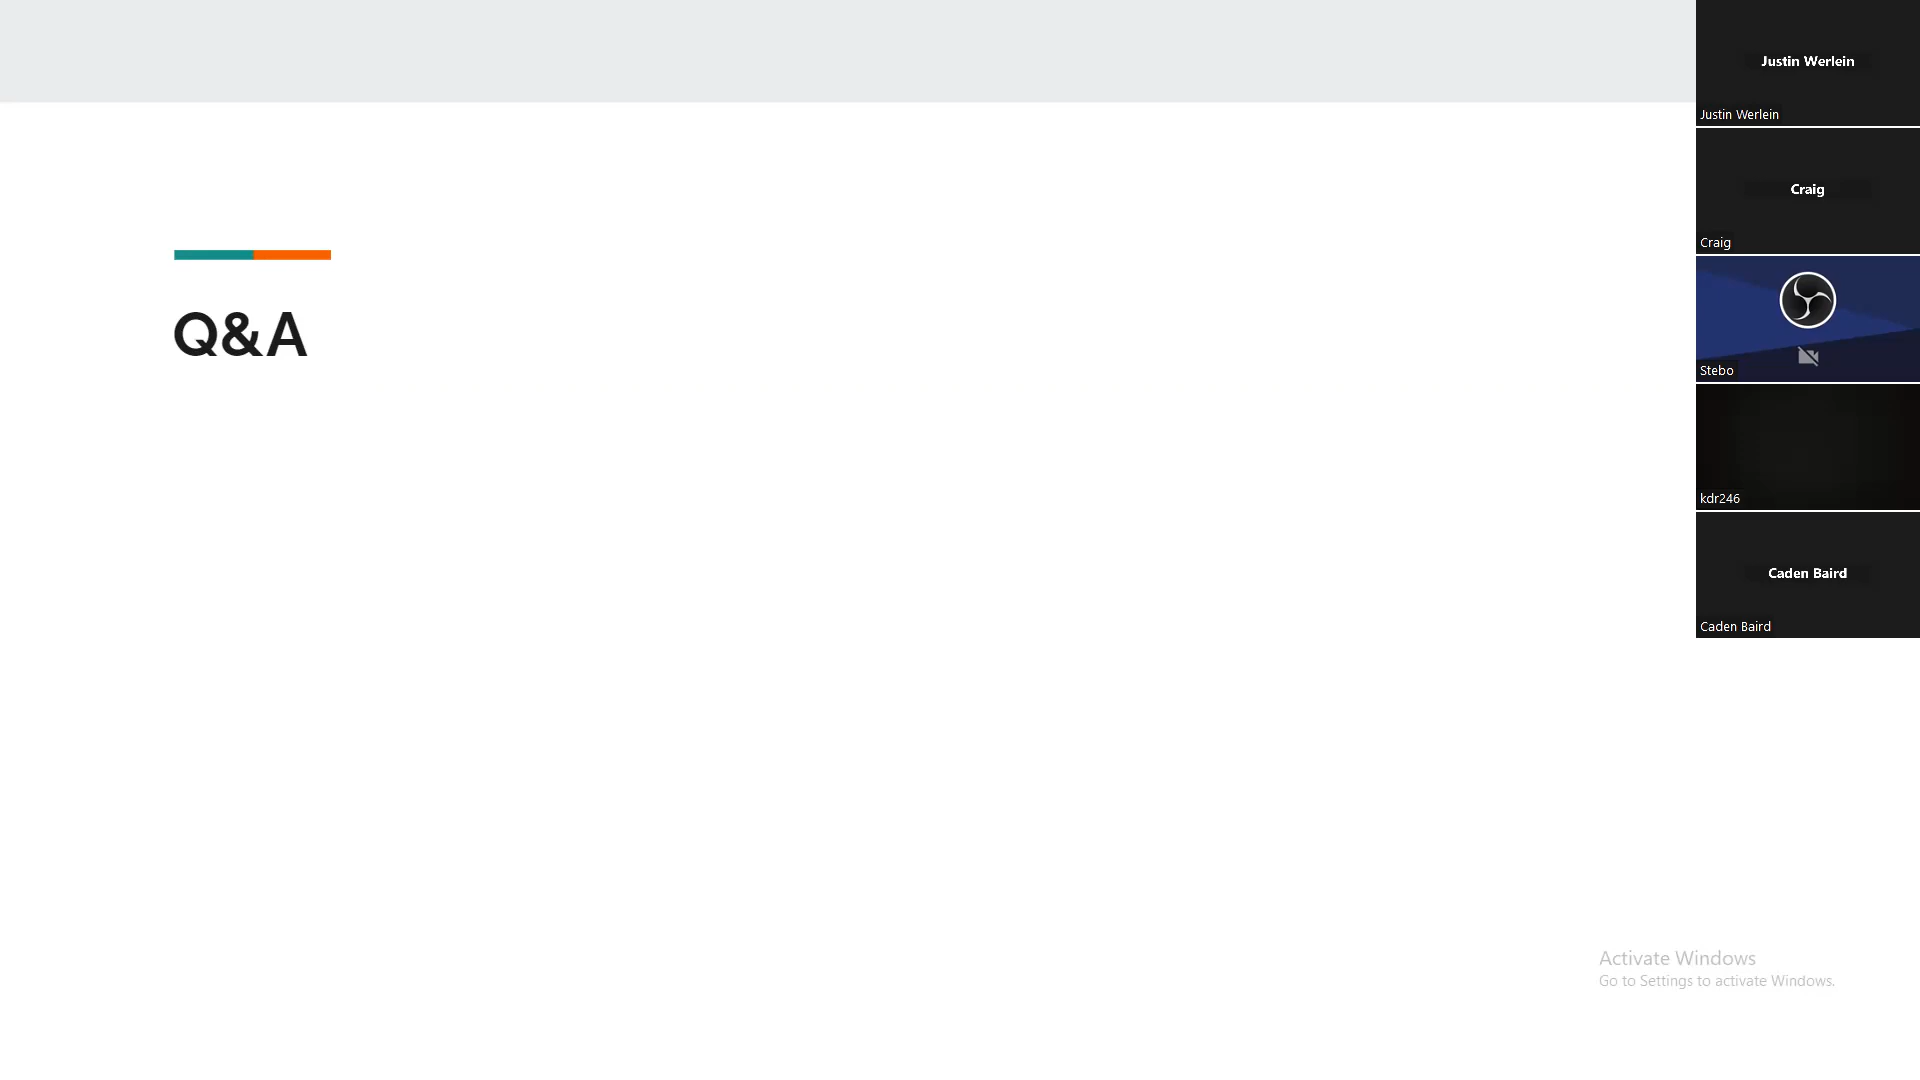 Q&A
Justin Werlein
Justin Werlein
Craig
Craig
Stebo
kdr246
Caden Baird
Caden Baird
Activate Windows
Go to Settings to activate Windows.